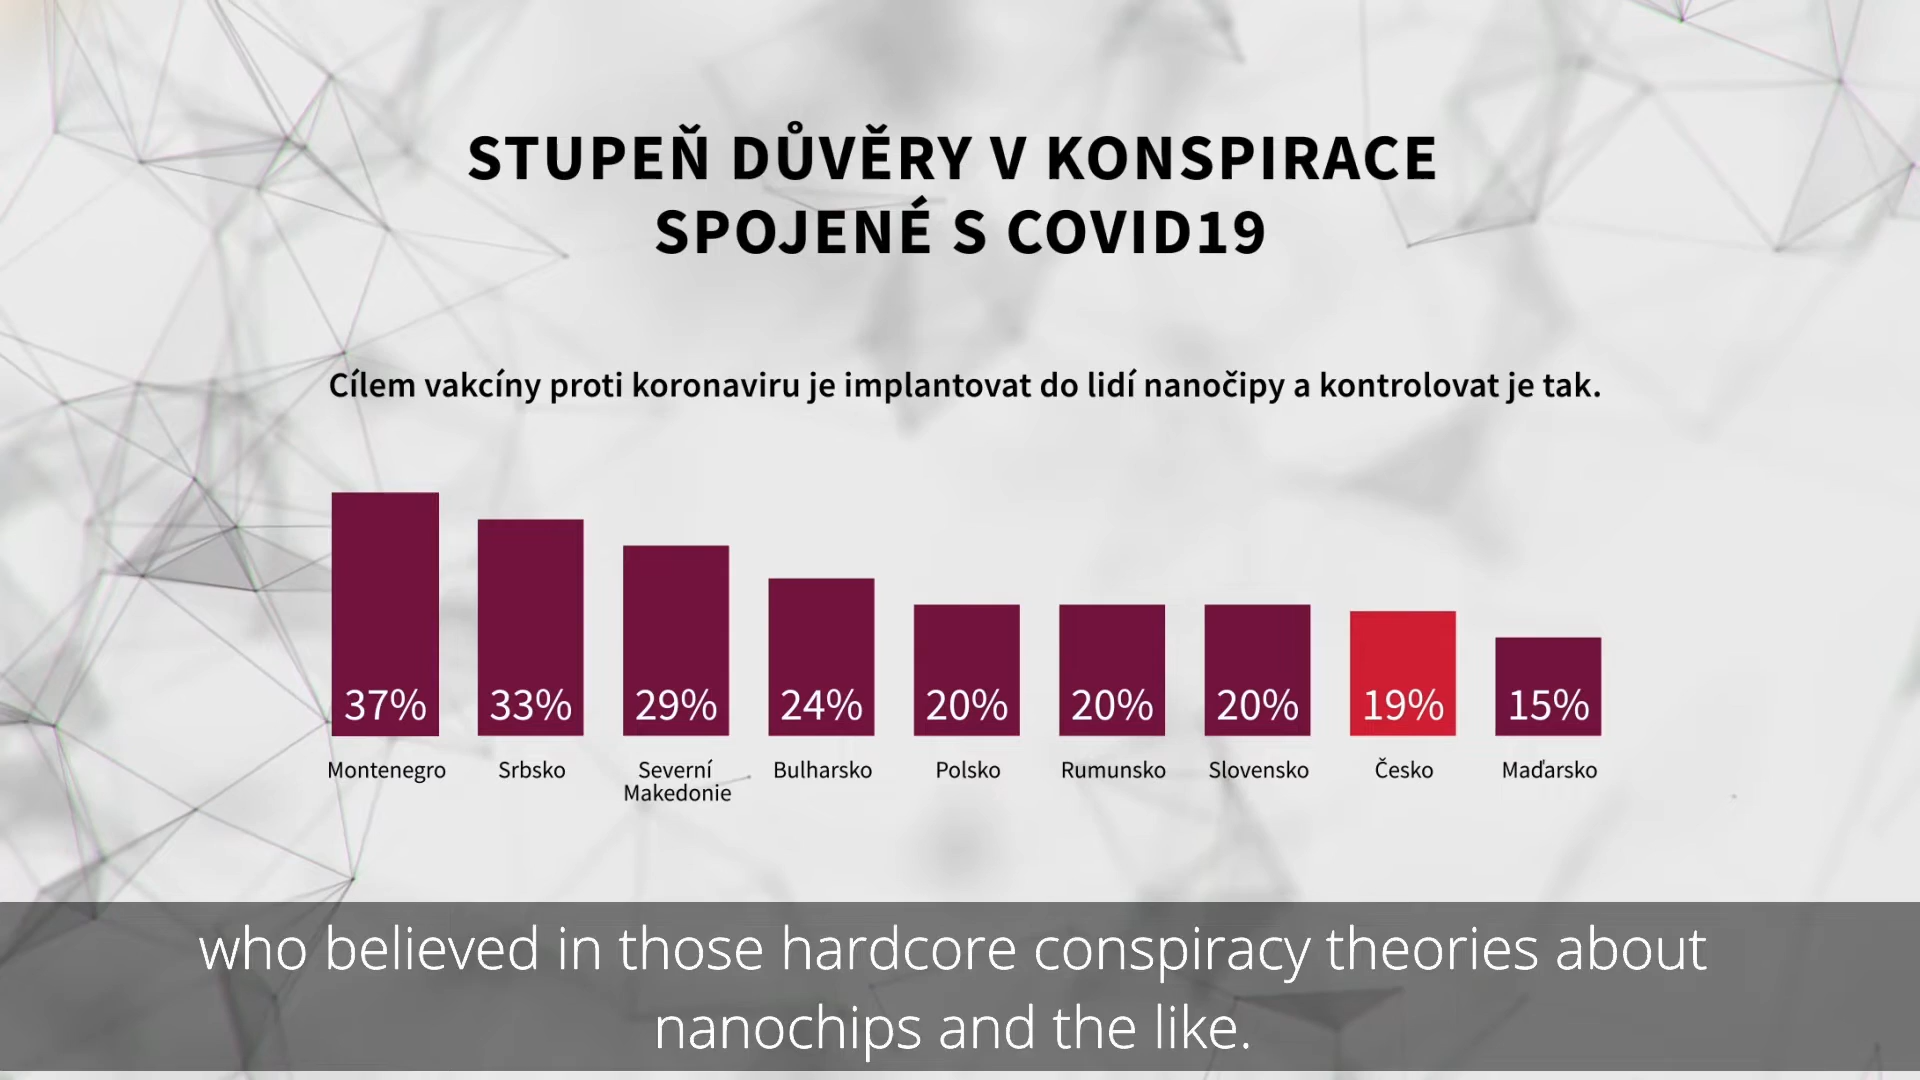 STUPEŇ DŮVĚRY V KONSPIRACE
SPOJENÉ S COVID19
Cílem vakcíny proti koronaviru je implantovat do lidí nanočipy a kontrolovat je tak.
37% 33% 29% 24% 20% 20% 20% 19% 15%
Montenegro Srbsko Severní Bulharsko Polsko Rumunsko Slovensko Česko Maďarsko
Makedonie
who believed in those hardcore conspiracy theories about
nanochips and the like.